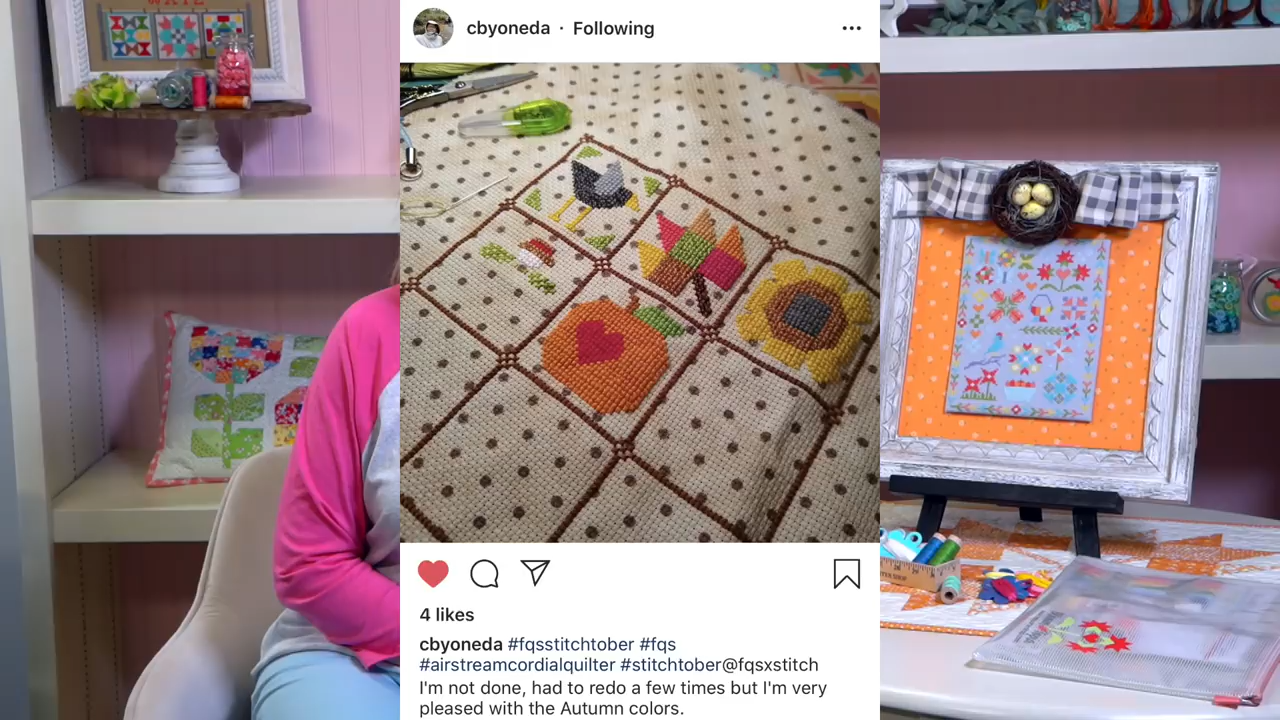 cbyoneda · Following
4 likes
cbyoneda #fqsstitchtober #fqs
#airstreamcordialquilter #stitchtober@fqsxstitch
I'm not done, had to redo a few times but I'm very
pleased with the Autumn colors.